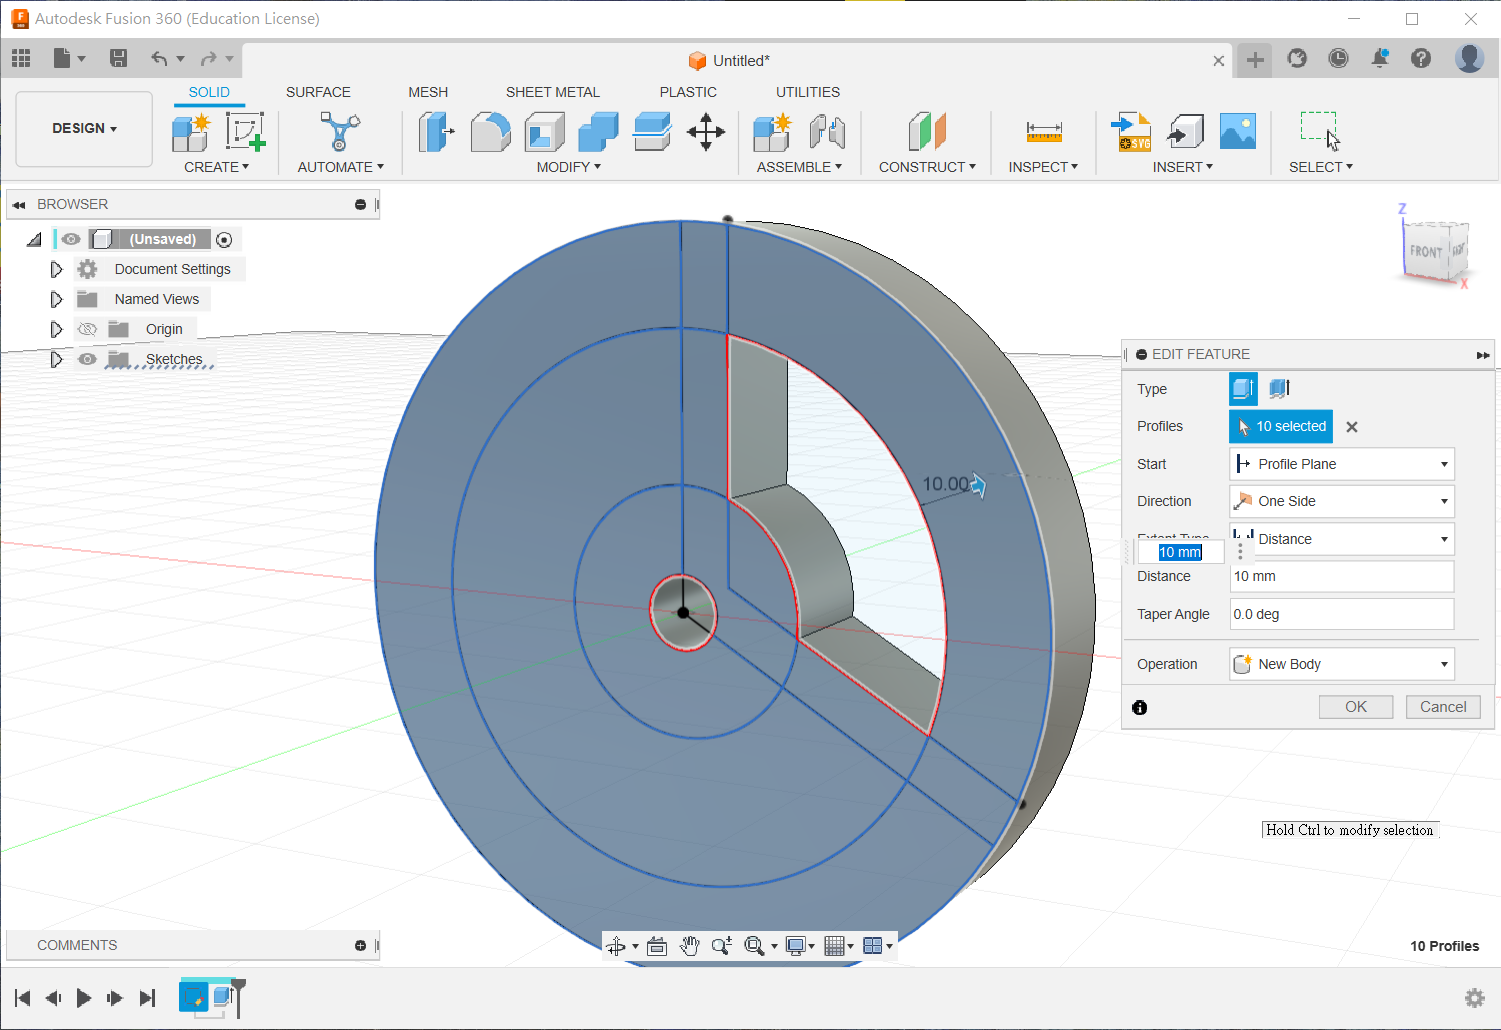 Autodesk Fusion 360 (Education License)
Untitled*
SOLID SURFACE MESH SHEET METAL PLASTIC UTILITIES
DESIGN
CREATE AUTOMATE MODIFY ASSEMBLE CONSTRUCT INSPECT INSERT SELECT
SVG
BROWSER
(Unsaved)
Document Settings
Named Views
Origin
Sketches
Z
FRONT
X
10.00
EDIT FEATURE
Type
Profiles 10 selected
Start Profile Plane
Direction One Side
Extent Type Distance
10 mm
Distance 10 mm
Taper Angle 0.0 deg
Operation New Body
OK Cancel
Hold Ctrl to modify selection
COMMENTS
10 Profiles